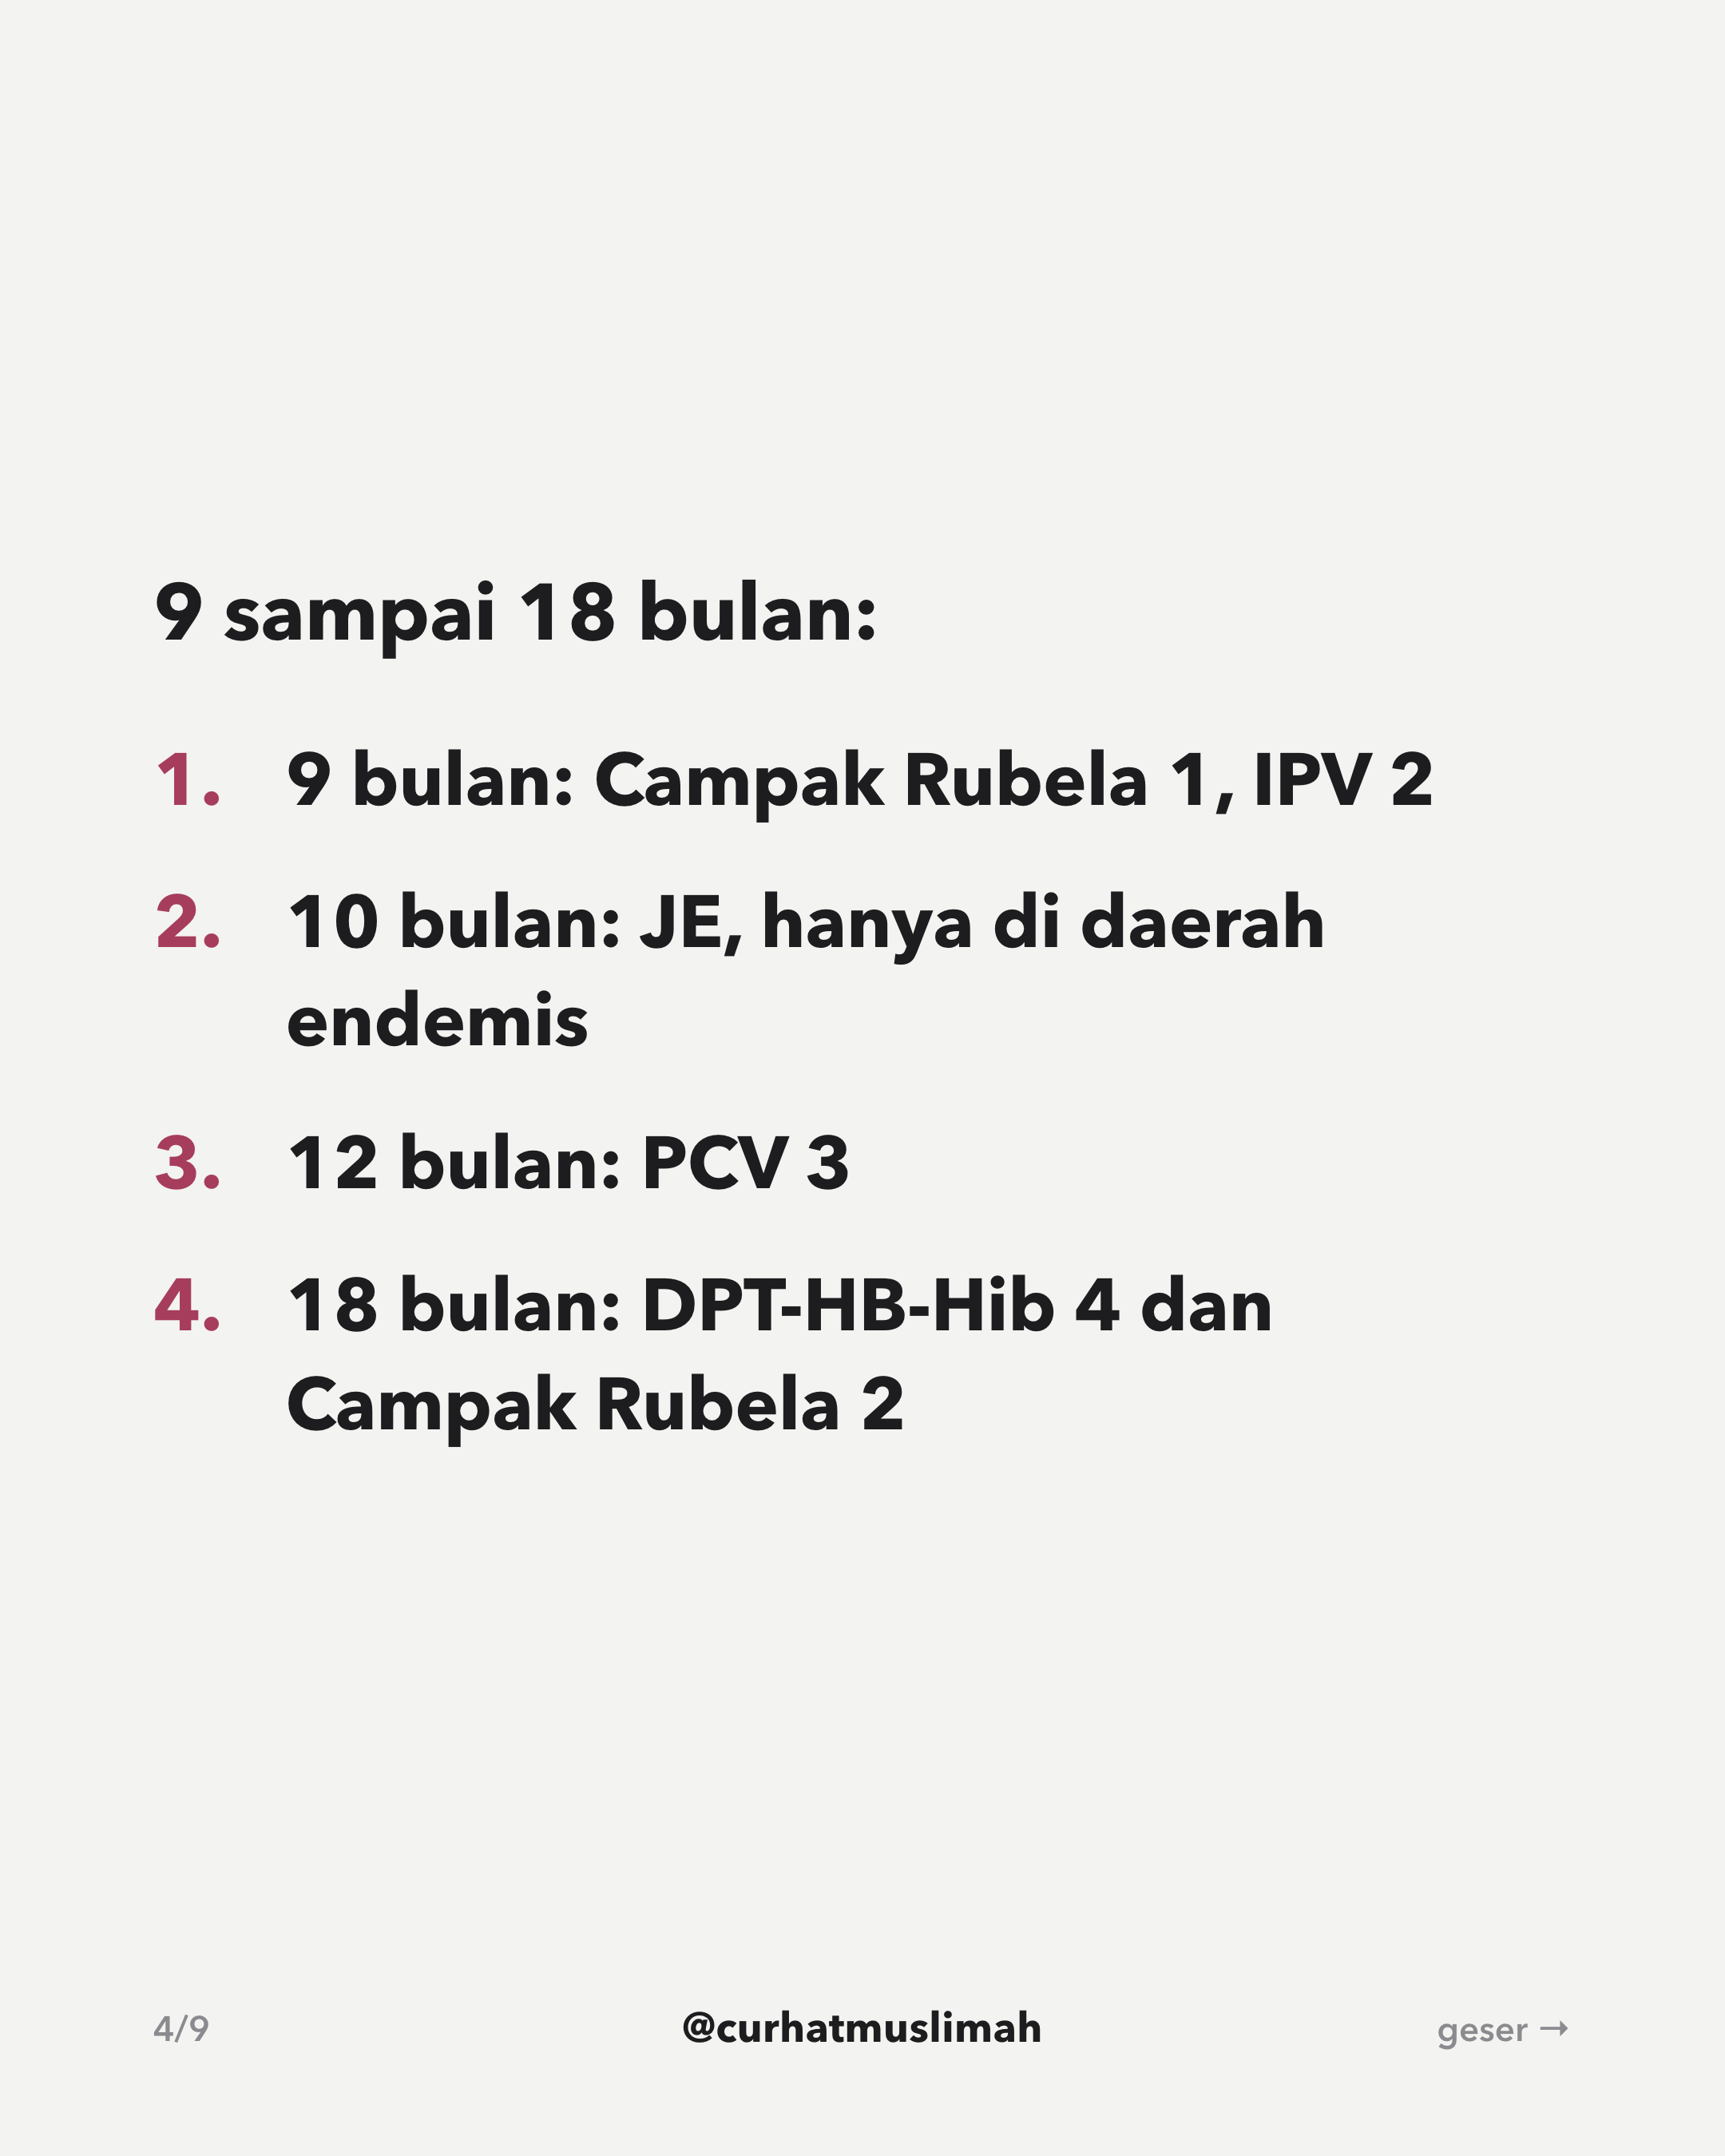 9 sampai 18 bulan:
1. 9 bulan: Campak Rubela 1, IPV 2
2. 10 bulan: JE, hanya di daerah
endemis
3. 12 bulan: PCV 3
4. 18 bulan: DPT-HB-Hib 4 dan
Campak Rubela 2
4/9
@curhatmuslimah
geser →